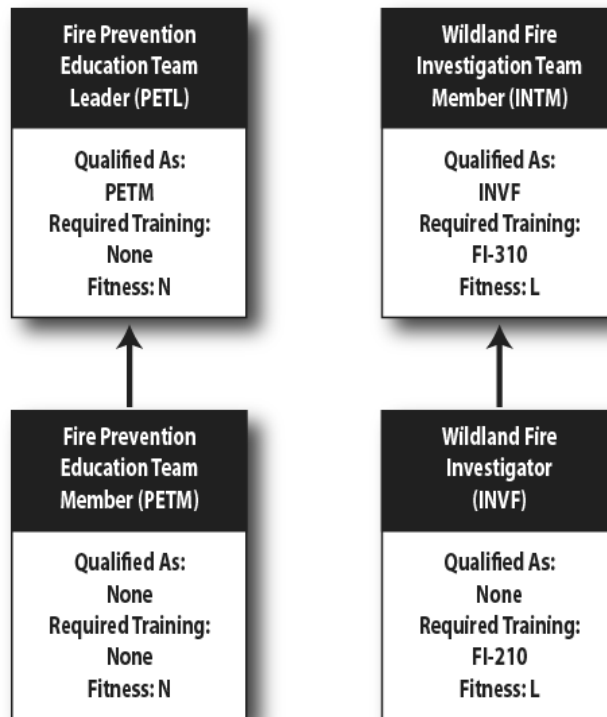 Fire Prevention
Education Team
Leader (PETL)
Qualified As:
PETM
Required Training:
None
Fitness: N
Wildland Fire
Investigation Team
Member (INTM)
Qualified As:
INVF
Required Training:
FI-310
Fitness: L
Fire Prevention
Education Team
Member (PETM)
Qualified As:
None
Required Training:
None
Fitness: N
Wildland Fire
Investigator
(INVF)
Qualified As:
None
Required Training:
FI-210
Fitness: L